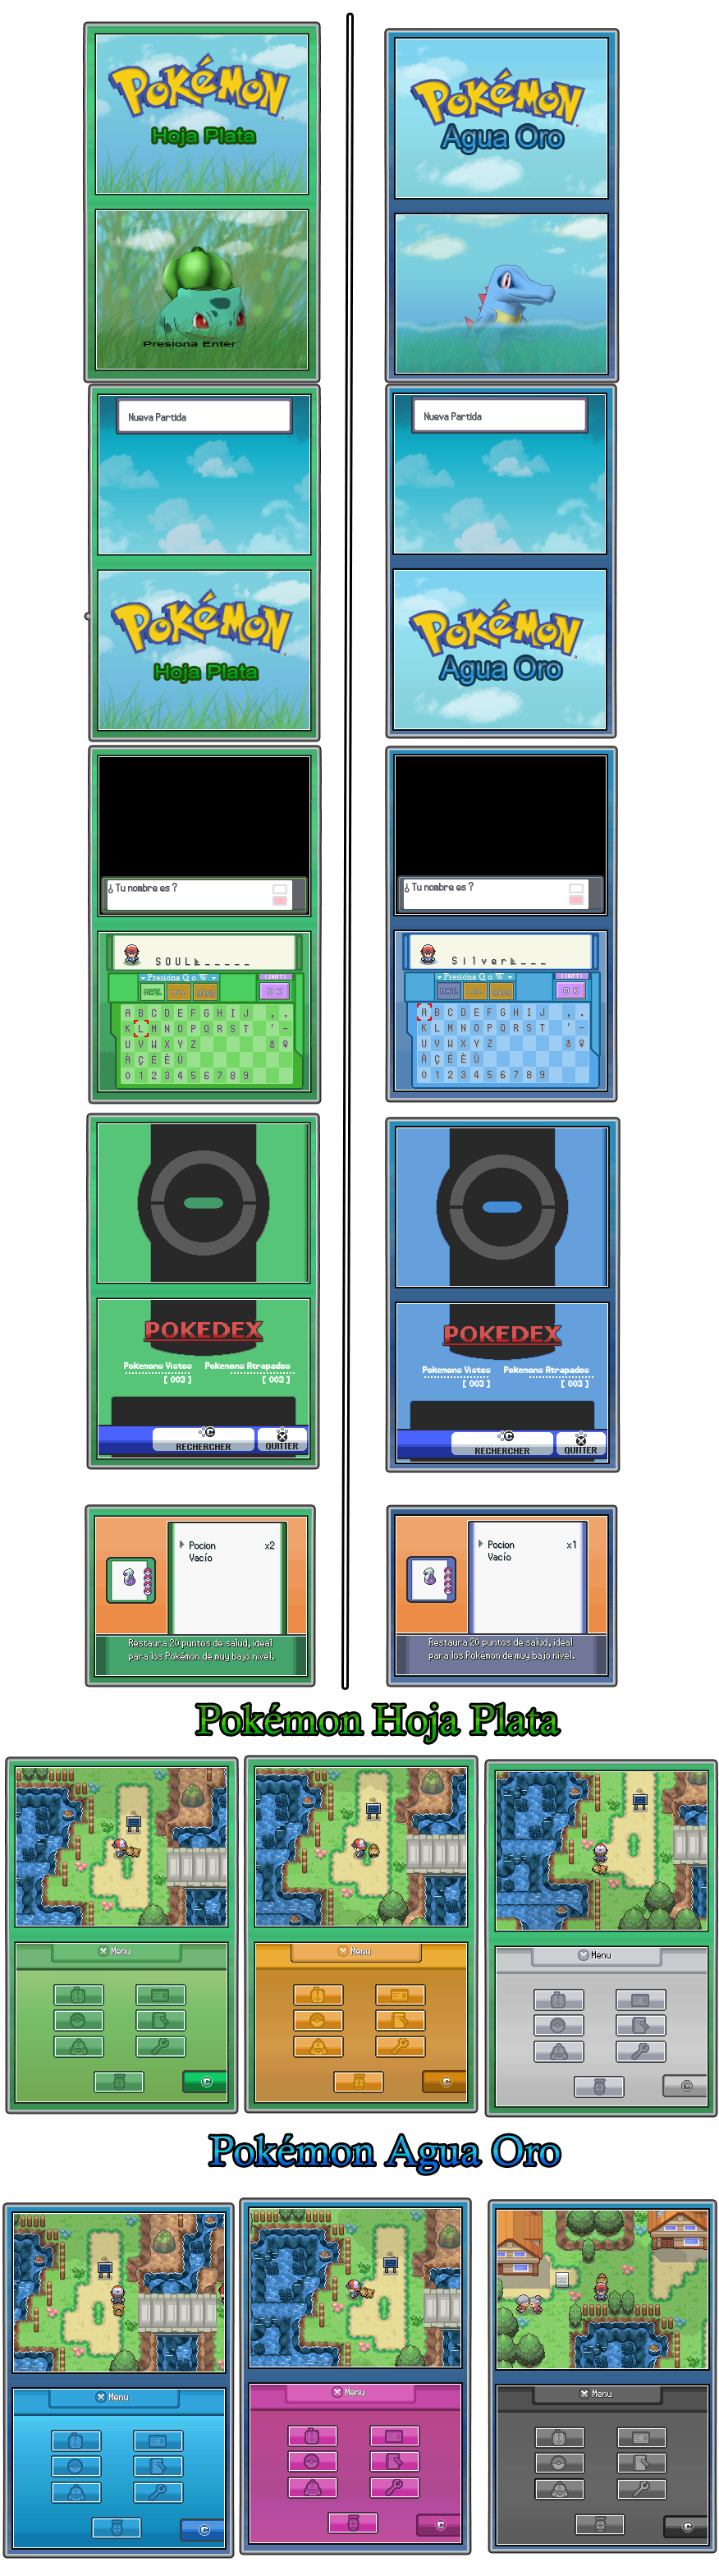 POKéMON
Hoja Plata
Presiona Enter
POKéMON
Agua Oro
Nueva Partida
POKéMON
Hoja Plata
Nueva Partida
POKéMON
Agua Oro
¿Tu nombre es ?
SOUL_____
Presiona Q o W
(SHIFT)
OK
A B C D E F G H I J , .
K L M N O P Q R S T ' -
U V W X Y Z ♂ ♀
À Ç É È Ü
0 1 2 3 4 5 6 7 8 9
¿Tu nombre es ?
Silver___
Presiona Q o W
(SHIFT)
OK
A B C D E F G H I J , .
K L M N O P Q R S T ' -
U V W X Y Z ♂ ♀
À Ç É È Ü
0 1 2 3 4 5 6 7 8 9
POKEDEX
Pokemons Vistos Pokemons Atrapados
[ 003 ] [ 003 ]
C
RECHERCHER
X
QUITTER
POKEDEX
Pokemons Vistos Pokemons Atrapados
[ 003 ] [ 003 ]
C
RECHERCHER
X
QUITTER
Pocion x2
Vacío
Restaura 20 puntos de salud, ideal
para los Pokémon de muy bajo nivel.
Pocion x1
Vacío
Restaura 20 puntos de salud, ideal
para los Pokémon de muy bajo nivel.
Pokémon Hoja Plata
X Menu
C
X Menu
C
X Menu
C
Pokémon Agua Oro
X Menu
C
X Menu
C
X Menu
C